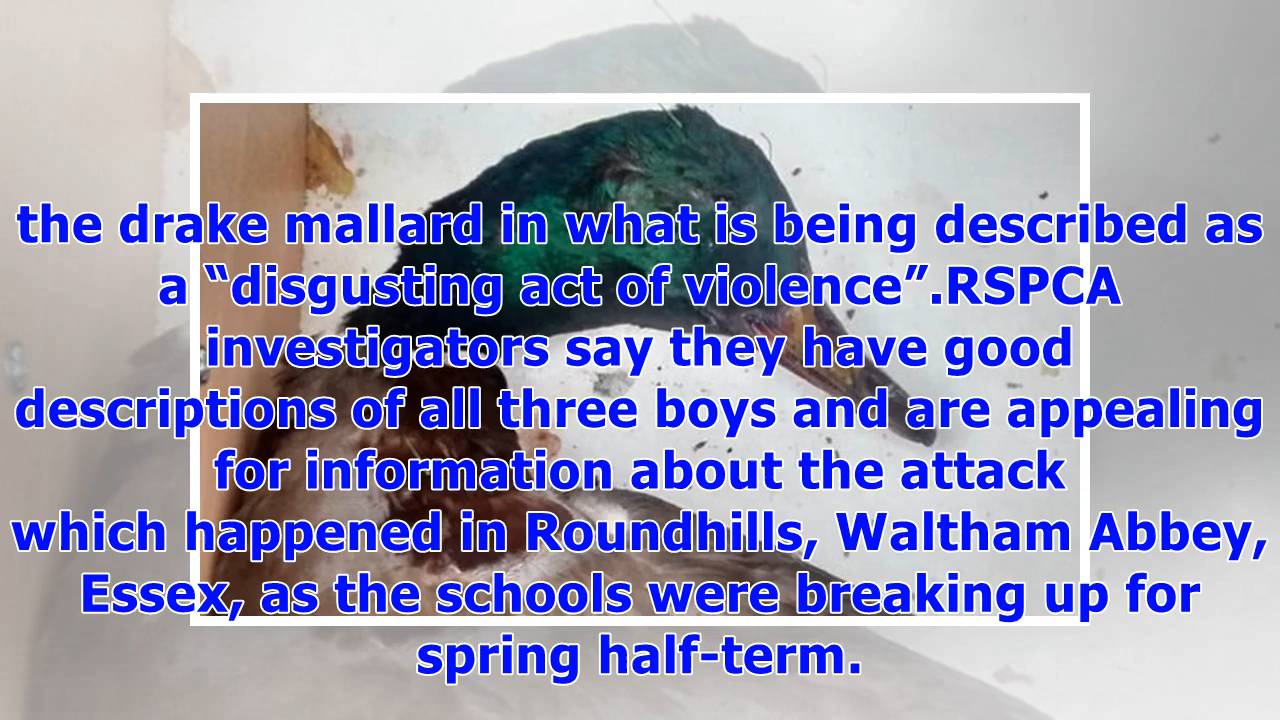 the drake mallard in what is being described as
a “disgusting act of violence”.RSPCA
investigators say they have good
descriptions of all three boys and are appealing
for information about the attack
which happened in Roundhills, Waltham Abbey,
Essex, as the schools were breaking up for
spring half-term.